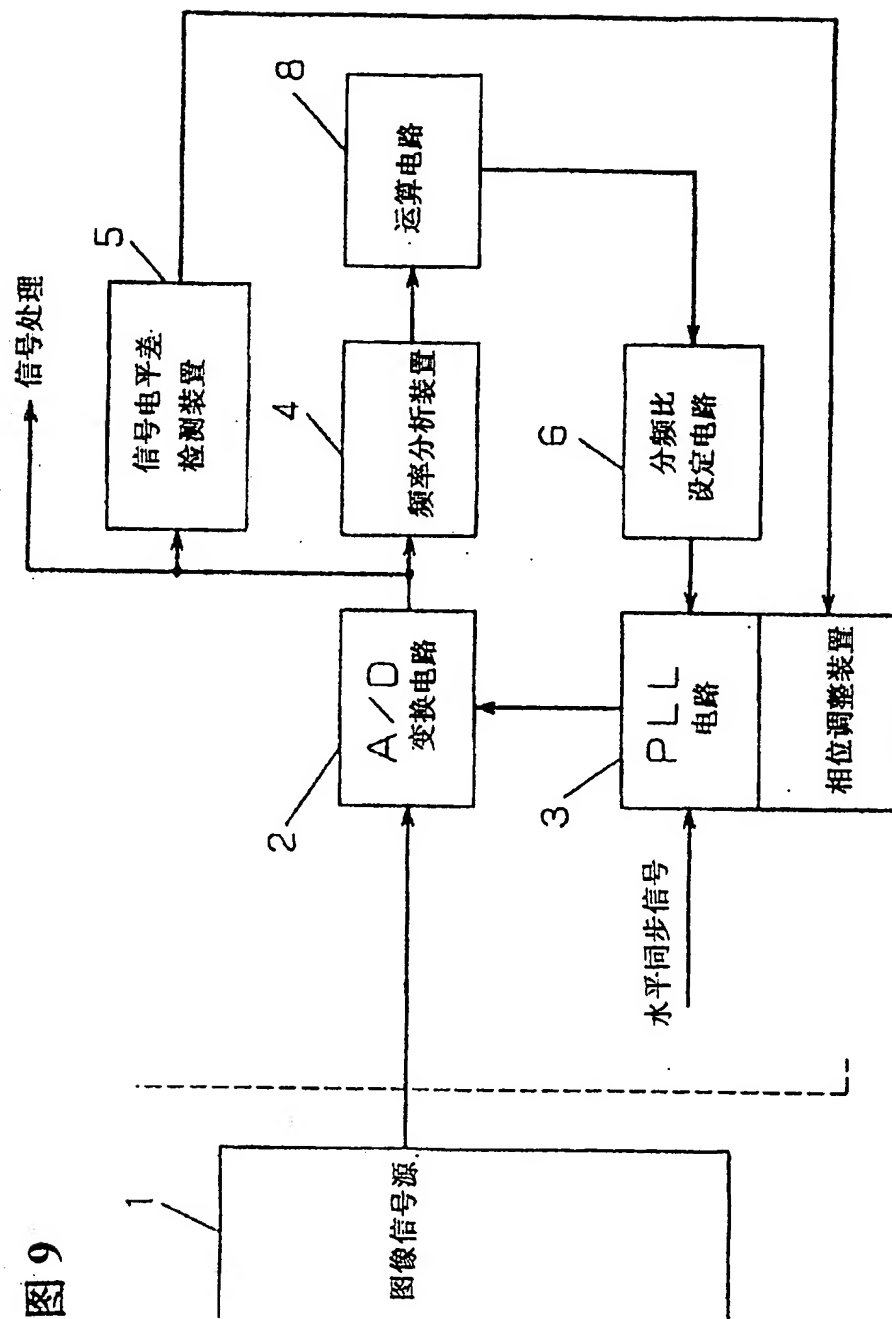 图 9
1
图像信号源
2
A/D
变换电路
水平同步信号
3
PLL
电路
相位调整装置
信号处理
5
信号电平差
检测装置
4
频率分析装置
6
分频比
设定电路
8
运算电路